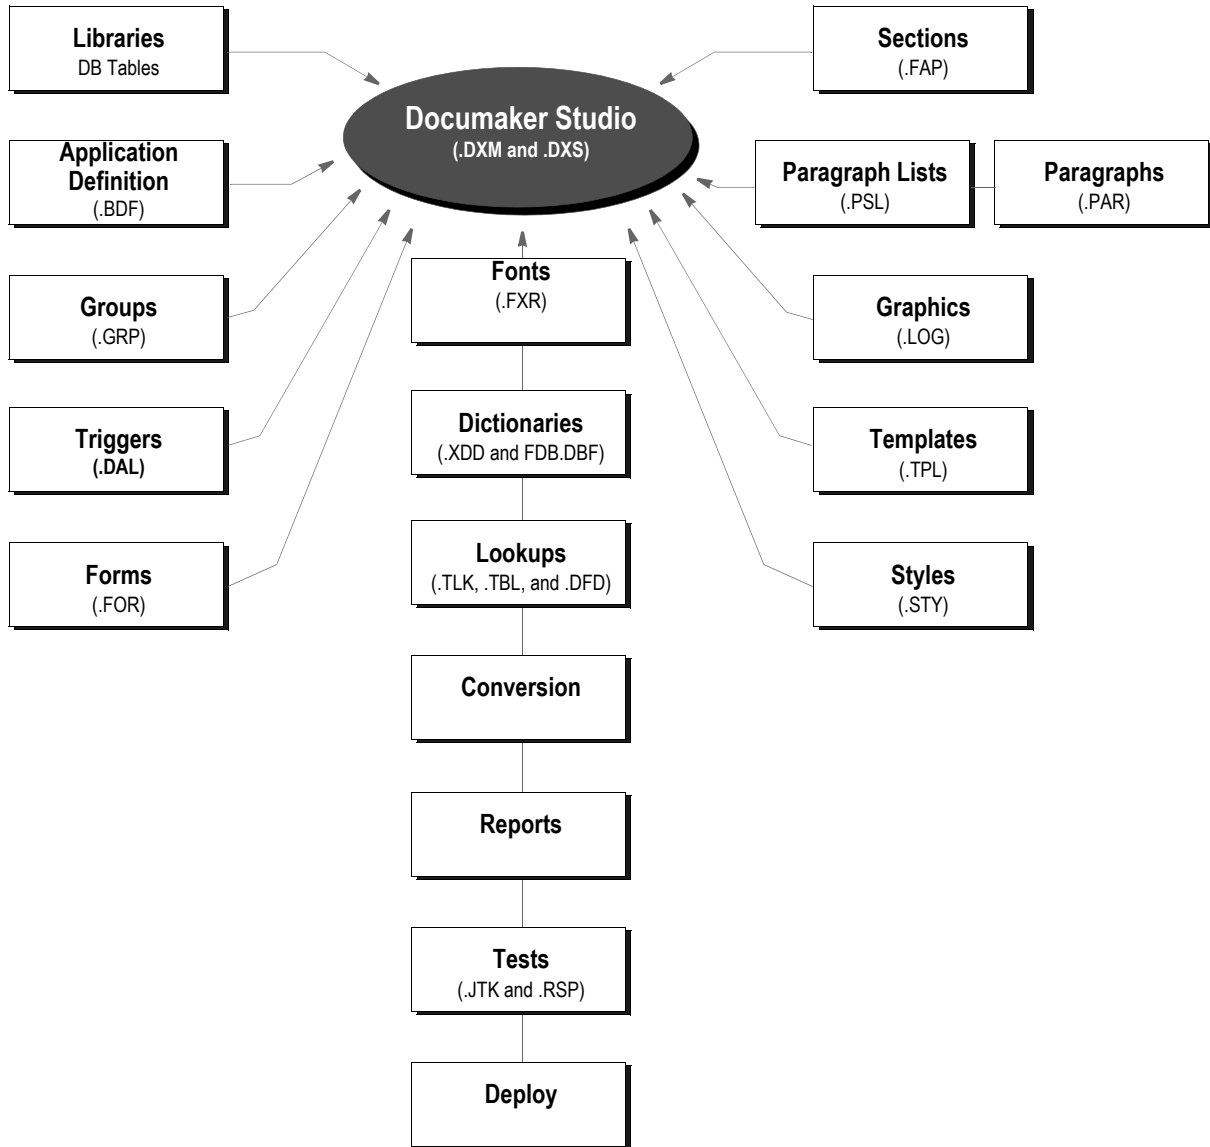 Libraries
DB Tables
Sections
(.FAP)
Documaker Studio
(.DXM and .DXS)
Application
Definition
(.BDF)
Paragraph Lists
(.PSL)
Paragraphs
(.PAR)
Groups
(.GRP)
Fonts
(.FXR)
Graphics
(.LOG)
Triggers
(.DAL)
Dictionaries
(.XDD and FDB.DBF)
Templates
(.TPL)
Forms
(.FOR)
Lookups
(.TLK, .TBL, and .DFD)
Styles
(.STY)
Conversion
Reports
Tests
(.JTK and .RSP)
Deploy